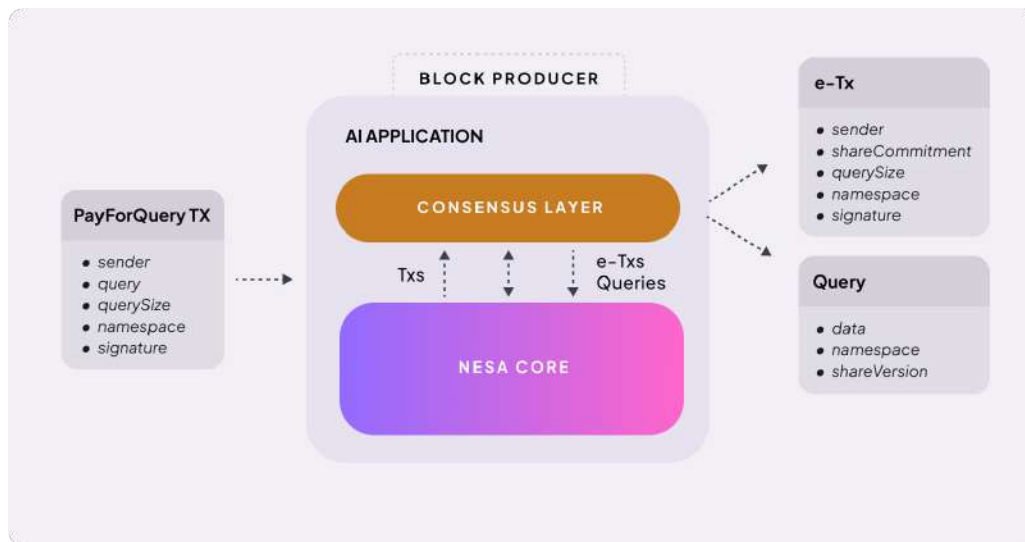 BLOCK PRODUCER
AI APPLICATION
CONSENSUS LAYER
Txs
e-Txs
Queries
NESA CORE
PayForQuery TX
sender
query
querySize
namespace
signature
e-Tx
sender
shareCommitment
querySize
namespace
signature
Query
data
namespace
shareVersion